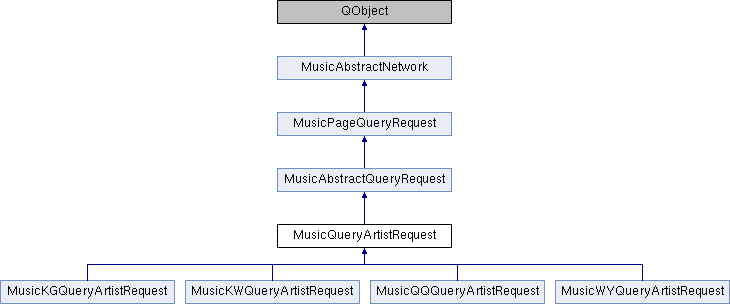 QObject
MusicAbstractNetwork
MusicPageQueryRequest
MusicAbstractQueryRequest
MusicQueryArtistRequest
MusicKGQueryArtistRequest
MusicKWQueryArtistRequest
MusicQQQueryArtistRequest
MusicWYQueryArtistRequest